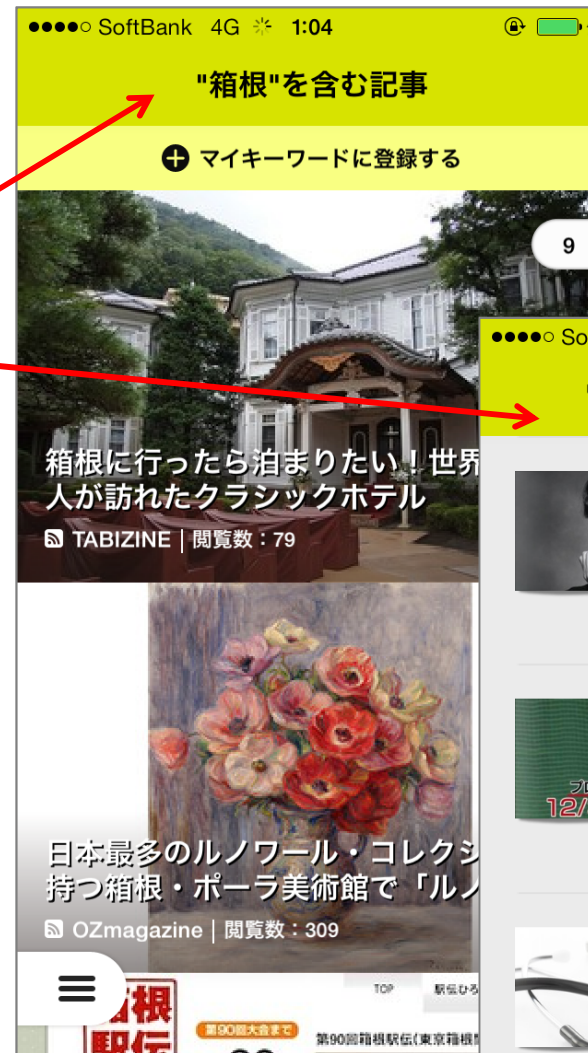 SoftBank 4G 1:04
"箱根"を含む記事
マイキーワードに登録する
9
箱根に行ったら泊まりたい！世界
人が訪れたクラシックホテル
TABIZINE | 閲覧数：79
日本最多のルノワール・コレクシ
持つ箱根・ポーラ美術館で「ルノ
OZmagazine | 閲覧数：309
箱根
駅伝
TOP
駅伝ひろ
第90回大会まで
第90回箱根駅伝(東京箱根間
So
12/